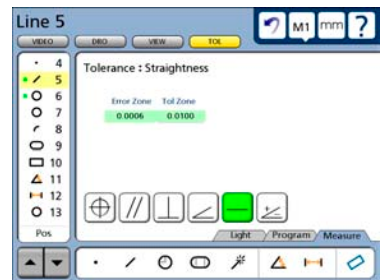 Line 5
M1 mm ?
VIDEO DRO VIEW TOL
4
5
6
7
8
9
10
11
12
13
Pos
Tolerance : Straightness
Error Zone Tol Zone
0.0006 0.0100
Light Program Measure